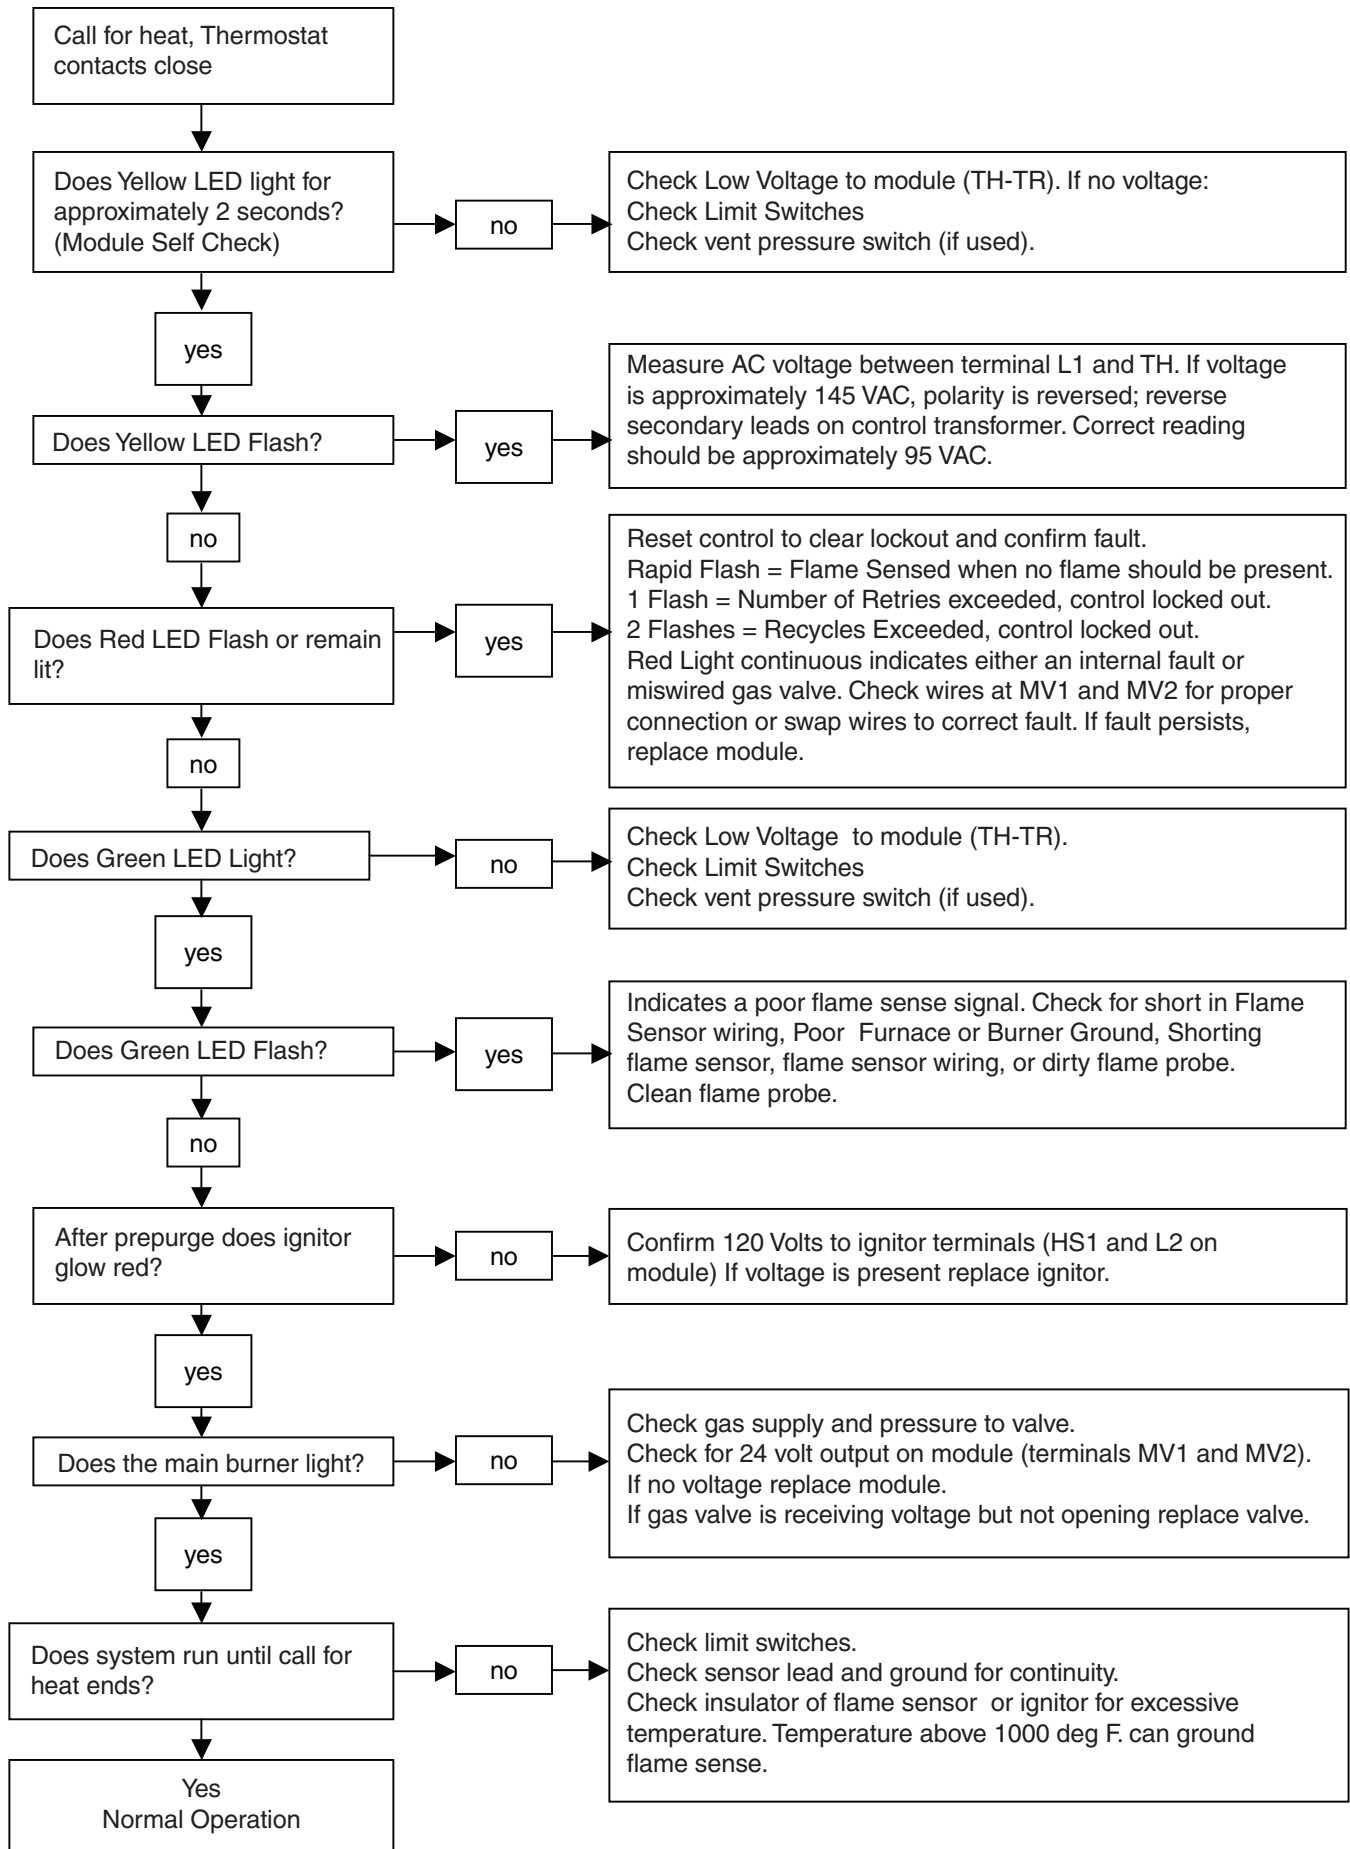 Call for heat, Thermostat
contacts close
Does Yellow LED light for
approximately 2 seconds?
(Module Self Check)
no
Check Low Voltage to module (TH-TR). If no voltage:
Check Limit Switches
Check vent pressure switch (if used).
yes
Does Yellow LED Flash?
yes
Measure AC voltage between terminal L1 and TH. If voltage
is approximately 145 VAC, polarity is reversed; reverse
secondary leads on control transformer. Correct reading
should be approximately 95 VAC.
no
Does Red LED Flash or remain
lit?
yes
Reset control to clear lockout and confirm fault.
Rapid Flash = Flame Sensed when no flame should be present.
1 Flash = Number of Retries exceeded, control locked out.
2 Flashes = Recycles Exceeded, control locked out.
Red Light continuous indicates either an internal fault or
miswired gas valve. Check wires at MV1 and MV2 for proper
connection or swap wires to correct fault. If fault persists,
replace module.
no
Does Green LED Light?
no
Check Low Voltage to module (TH-TR).
Check Limit Switches
Check vent pressure switch (if used).
yes
Does Green LED Flash?
yes
Indicates a poor flame sense signal. Check for short in Flame
Sensor wiring, Poor Furnace or Burner Ground, Shorting
flame sensor, flame sensor wiring, or dirty flame probe.
Clean flame probe.
no
After prepurge does ignitor
glow red?
no
Confirm 120 Volts to ignitor terminals (HS1 and L2 on
module) If voltage is present replace ignitor.
yes
Does the main burner light?
no
Check gas supply and pressure to valve.
Check for 24 volt output on module (terminals MV1 and MV2).
If no voltage replace module.
If gas valve is receiving voltage but not opening replace valve.
yes
Does system run until call for
heat ends?
no
Check limit switches.
Check sensor lead and ground for continuity.
Check insulator of flame sensor or ignitor for excessive
temperature. Temperature above 1000 deg F. can ground
flame sense.
Yes
Normal Operation